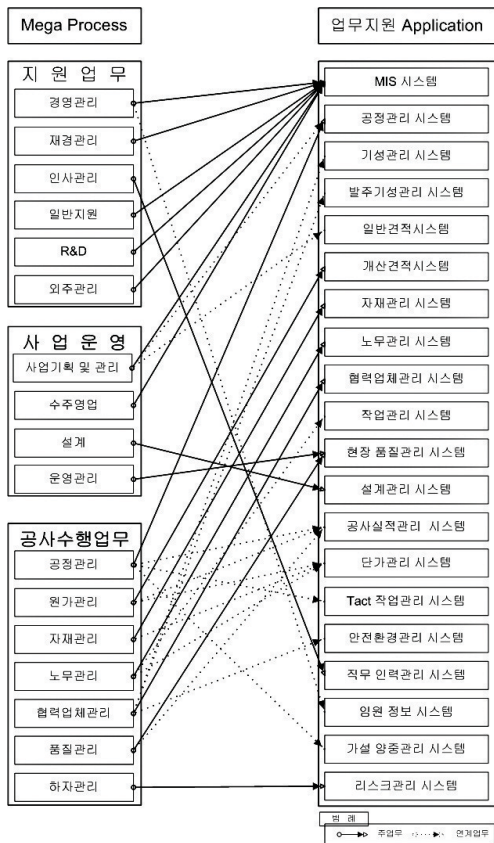 Mega Process
지 원 업 무
경영관리
재경관리
인사관리
일반지원
R&D
외주관리
사 업 운 영
사업기획 및 관리
수주영업
설계
운영관리
공사수행업무
공정관리
원가관리
자재관리
노무관리
협력업체관리
품질관리
하자관리
업무지원 Application
MIS 시스템
공정관리 시스템
기성관리 시스템
발주기성관리 시스템
일반견적시스템
개산견적시스템
자재관리 시스템
노무관리 시스템
협력업체관리 시스템
작업관리 시스템
현장 품질관리 시스템
설계관리 시스템
공사실적관리 시스템
단가관리 시스템
Tact 작업관리 시스템
안전환경관리 시스템
직무 인력관리 시스템
임원 정보 시스템
가설 양중관리 시스템
리스크관리 시스템
범 례
주업무 연계업무